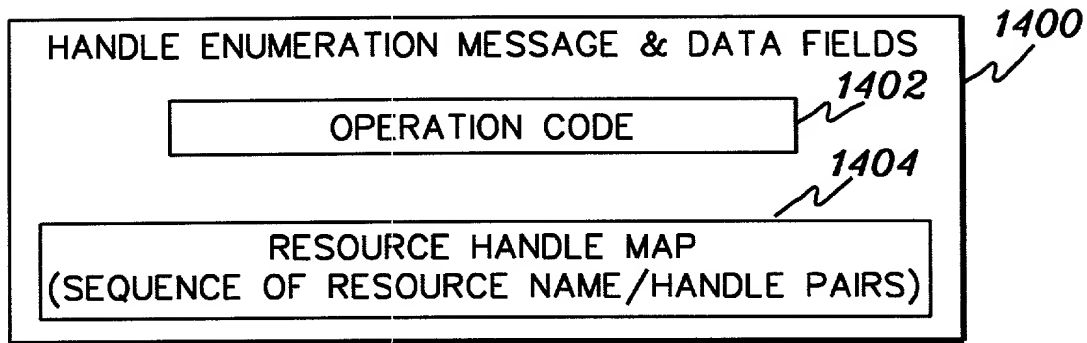 1400
HANDLE ENUMERATION MESSAGE & DATA FIELDS
1402
OPERATION CODE
1404
RESOURCE HANDLE MAP
(SEQUENCE OF RESOURCE NAME/HANDLE PAIRS)